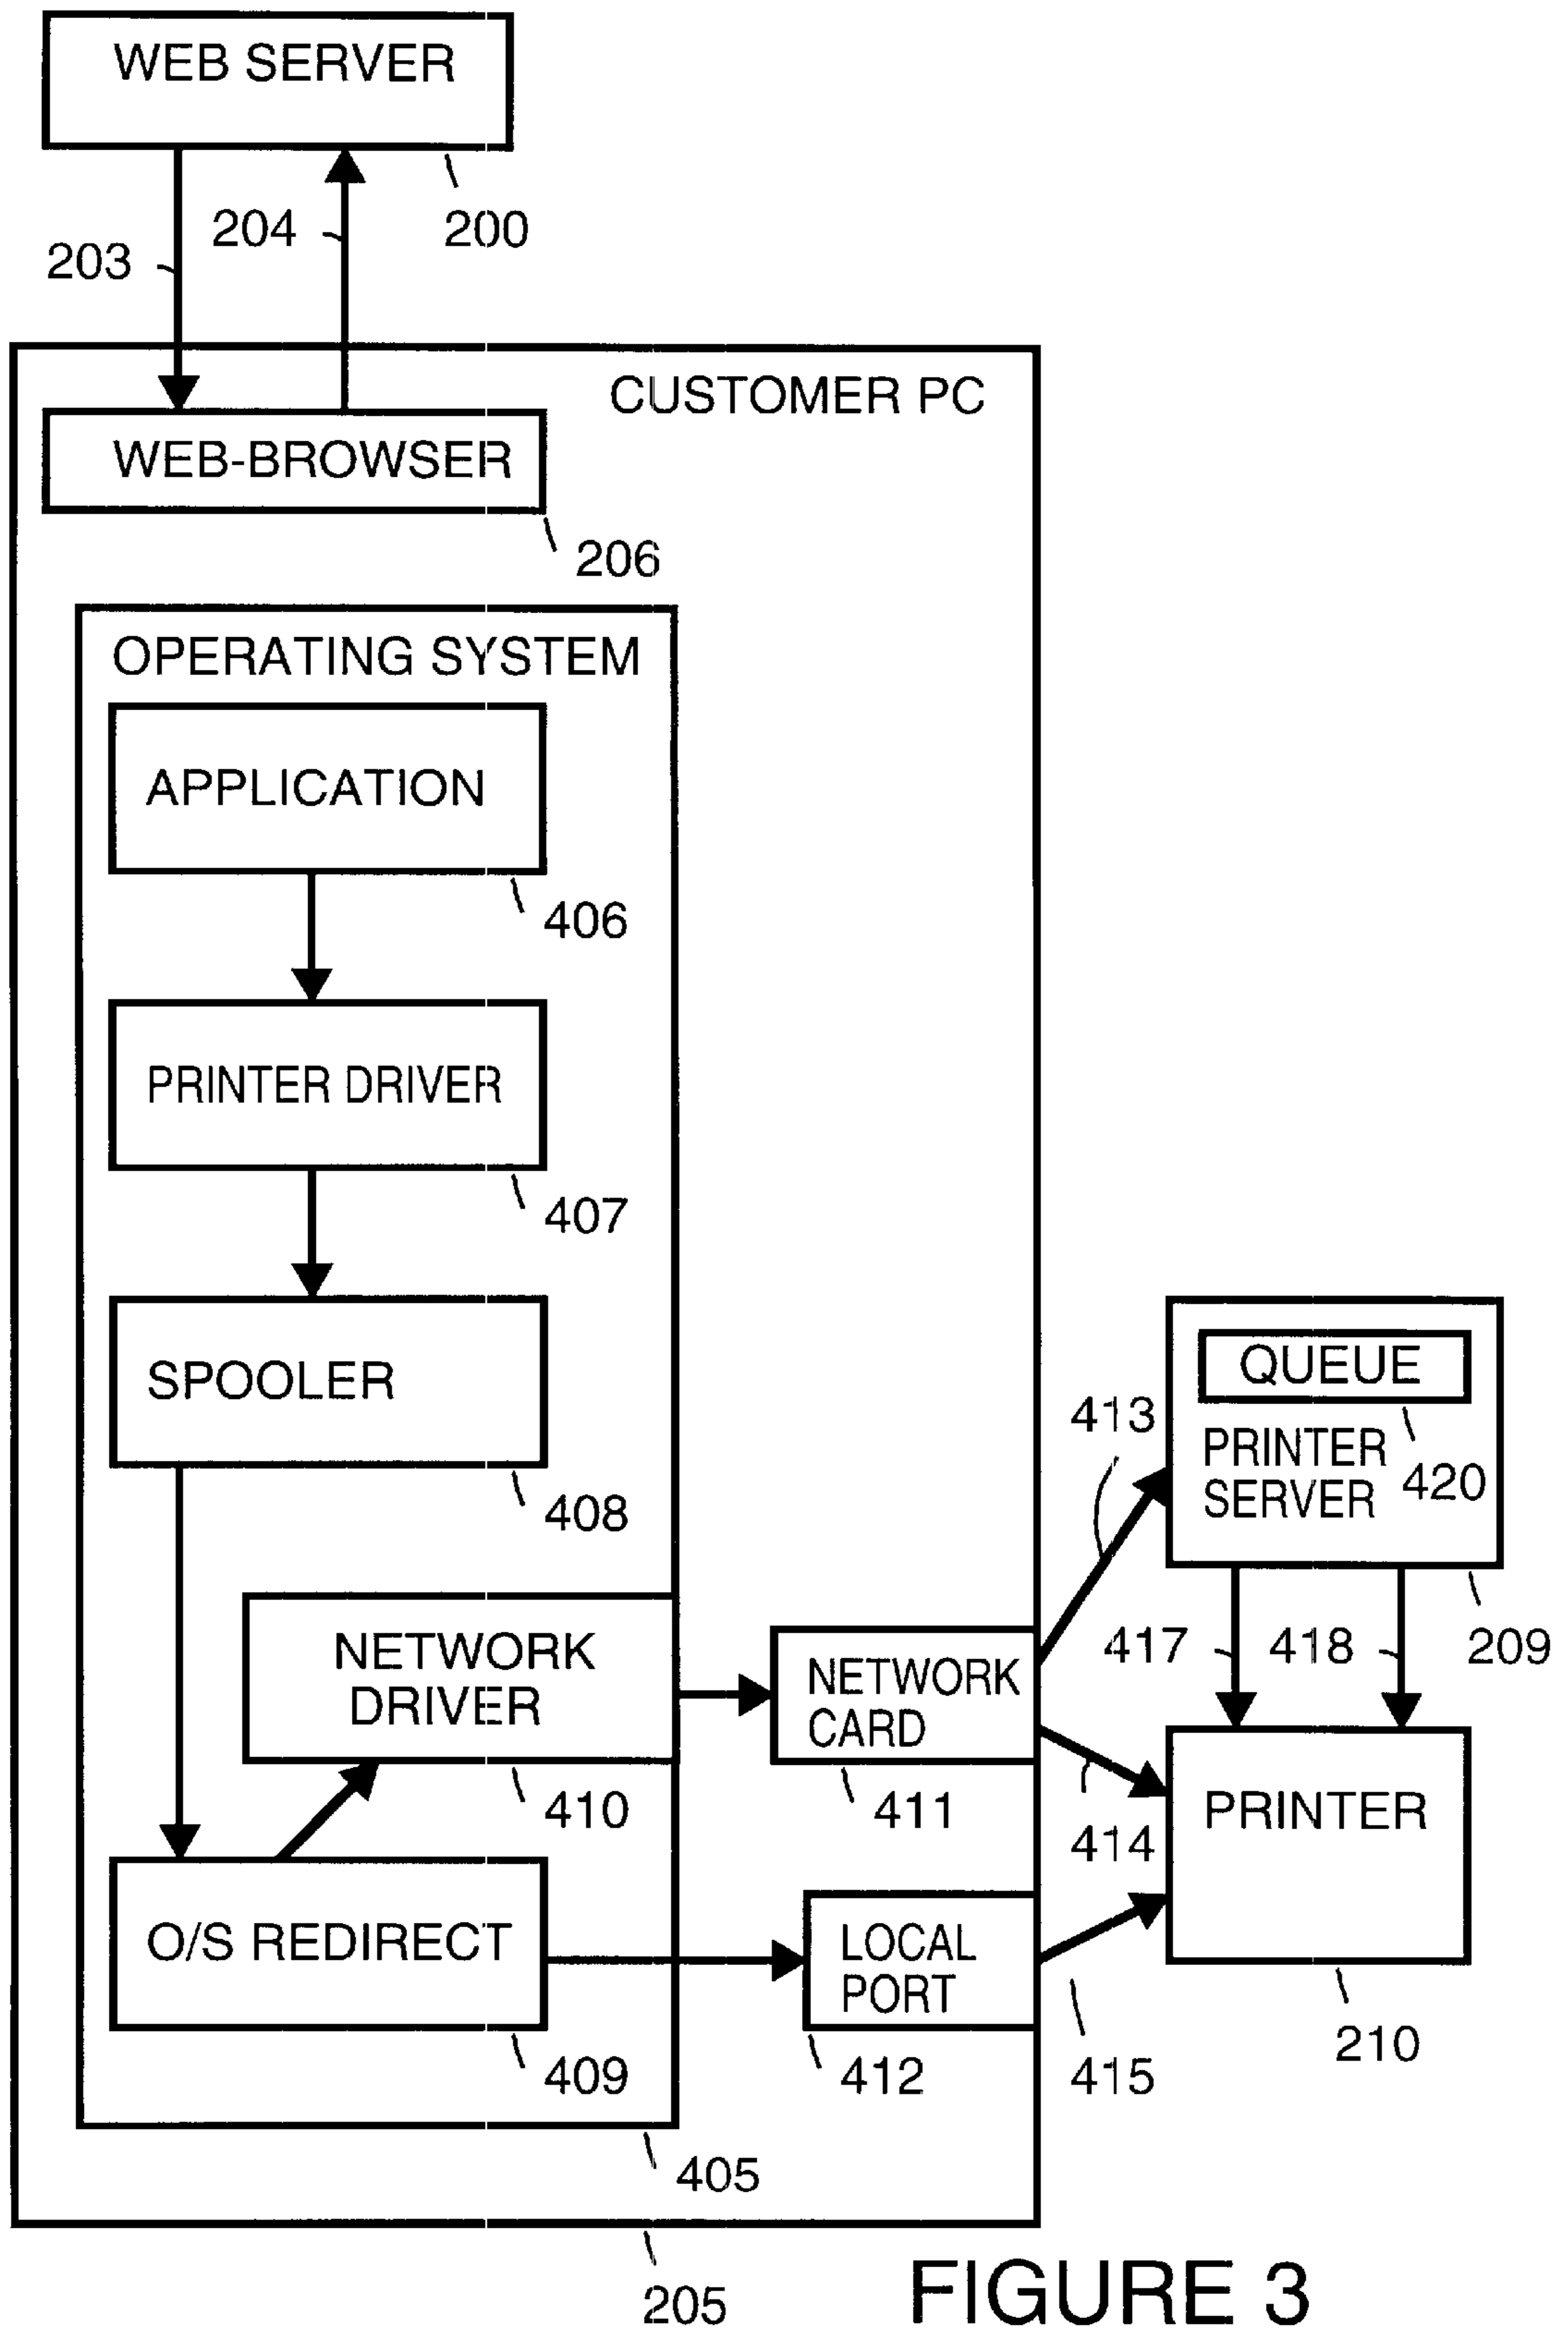 WEB SERVER
203
204
200
CUSTOMER PC
WEB-BROWSER
206
OPERATING SYSTEM
APPLICATION
406
PRINTER DRIVER
407
SPOOLER
408
QUEUE
420
PRINTER
SERVER
413
417
418
209
NETWORK
DRIVER
410
NETWORK
CARD
411
414
PRINTER
210
O/S REDIRECT
409
LOCAL
PORT
412
415
405
205
FIGURE 3